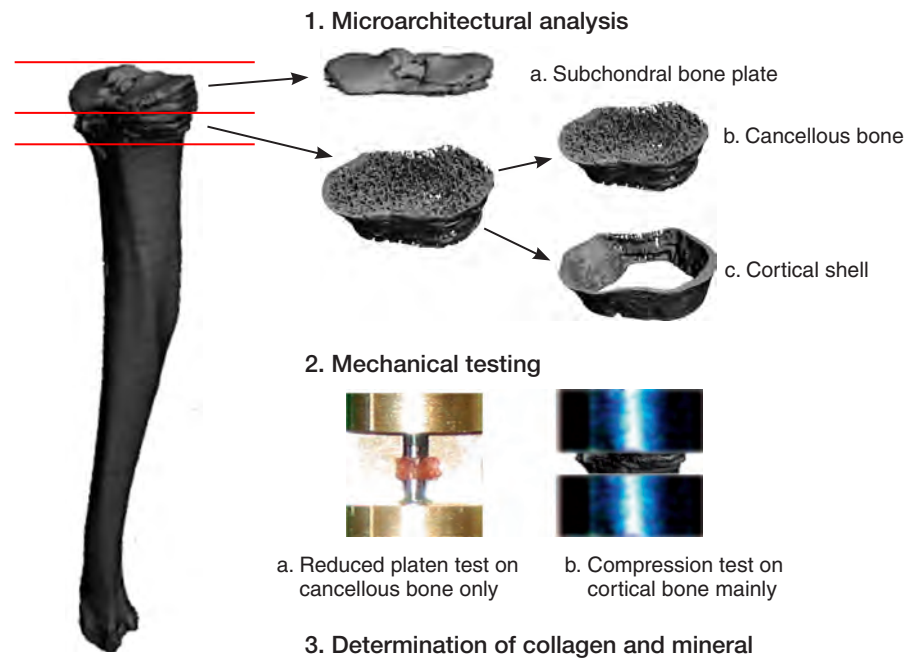 1. Microarchitectural analysis
a. Subchondral bone plate
b. Cancellous bone
c. Cortical shell
2. Mechanical testing
a. Reduced platen test on
cancellous bone only
b. Compression test on
cortical bone mainly
3. Determination of collagen and mineral